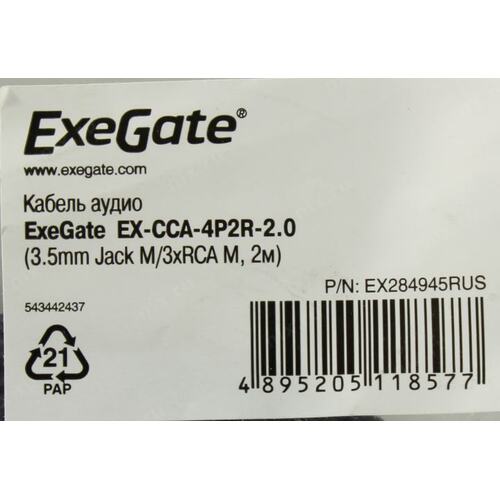 ExeGate®
www.exegate.com
Кабель аудио
ExeGate EX-CCA-4P2R-2.0
(3.5mm Jack M/3xRCA M, 2м)
P/N: EX284945RUS
543442437
21
PAP
4 895205 118577